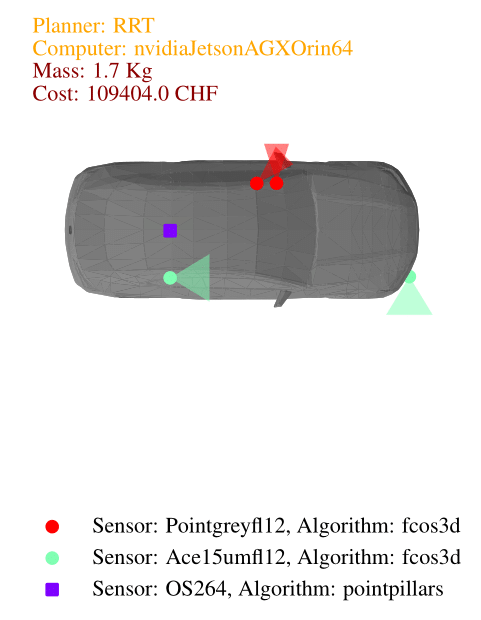 Planner: RRT
Computer: nvidiaJetsonAGXOrin64
Mass: 1.7 Kg
Cost: 109404.0 CHF
Sensor: Pointgreyfl12, Algorithm: fcos3d
Sensor: Ace15umfl12, Algorithm: fcos3d
Sensor: OS264, Algorithm: pointpillars